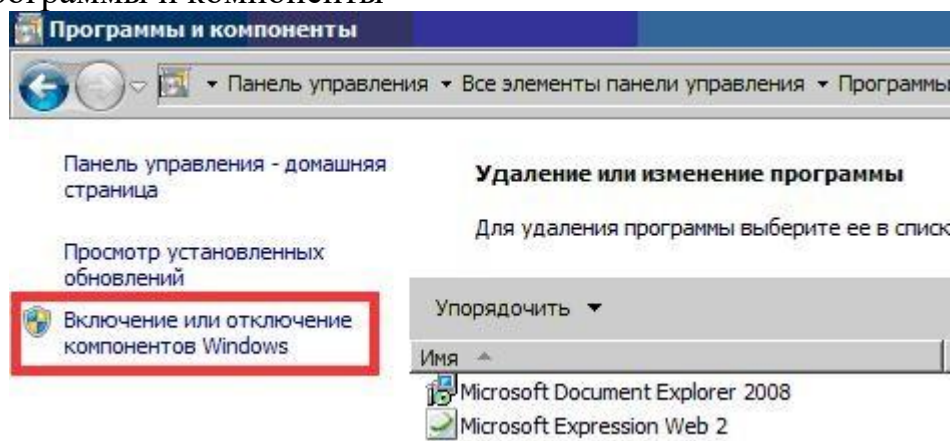 программы и компоненты
Программы и компоненты
Панель управления Все элементы панели управления Программы
Панель управления - домашняя
страница
Удаление или изменение программы
Для удаления программы выберите ее в списк
Просмотр установленных
обновлений
Включение или отключение
компонентов Windows
Упорядочить
Имя
Microsoft Document Explorer 2008
Microsoft Expression Web 2